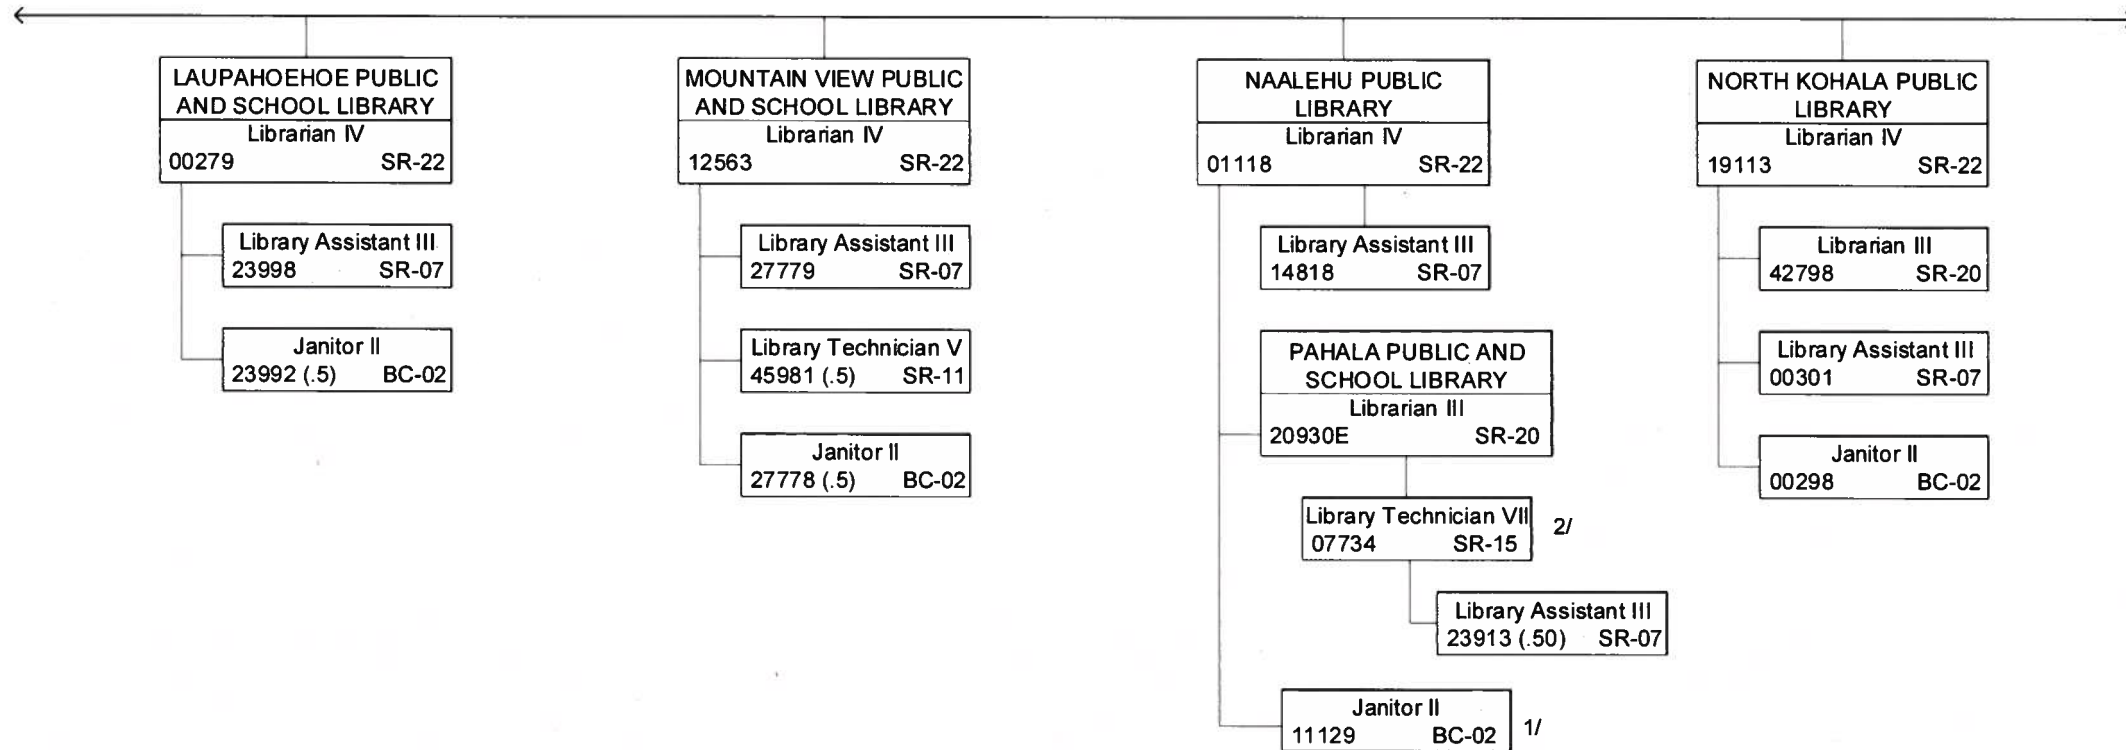 LAUPAHOEHOE PUBLIC
AND SCHOOL LIBRARY
Librarian IV
00279 SR-22
Library Assistant III
23998 SR-07
Janitor II
23992 (.5) BC-02
MOUNTAIN VIEW PUBLIC
AND SCHOOL LIBRARY
Librarian IV
12563 SR-22
Library Assistant III
27779 SR-07
Library Technician V
45981 (.5) SR-11
Janitor II
27778 (.5) BC-02
NAALEHU PUBLIC
LIBRARY
Librarian IV
01118 SR-22
Library Assistant III
14818 SR-07
PAHALA PUBLIC AND
SCHOOL LIBRARY
Librarian III
20930E SR-20
Library Technician VII
07734 SR-15 2/
Library Assistant III
23913 (.50) SR-07
Janitor II
11129 BC-02 1/
NORTH KOHALA PUBLIC
LIBRARY
Librarian IV
19113 SR-22
Librarian III
42798 SR-20
Library Assistant III
00301 SR-07
Janitor II
00298 BC-02